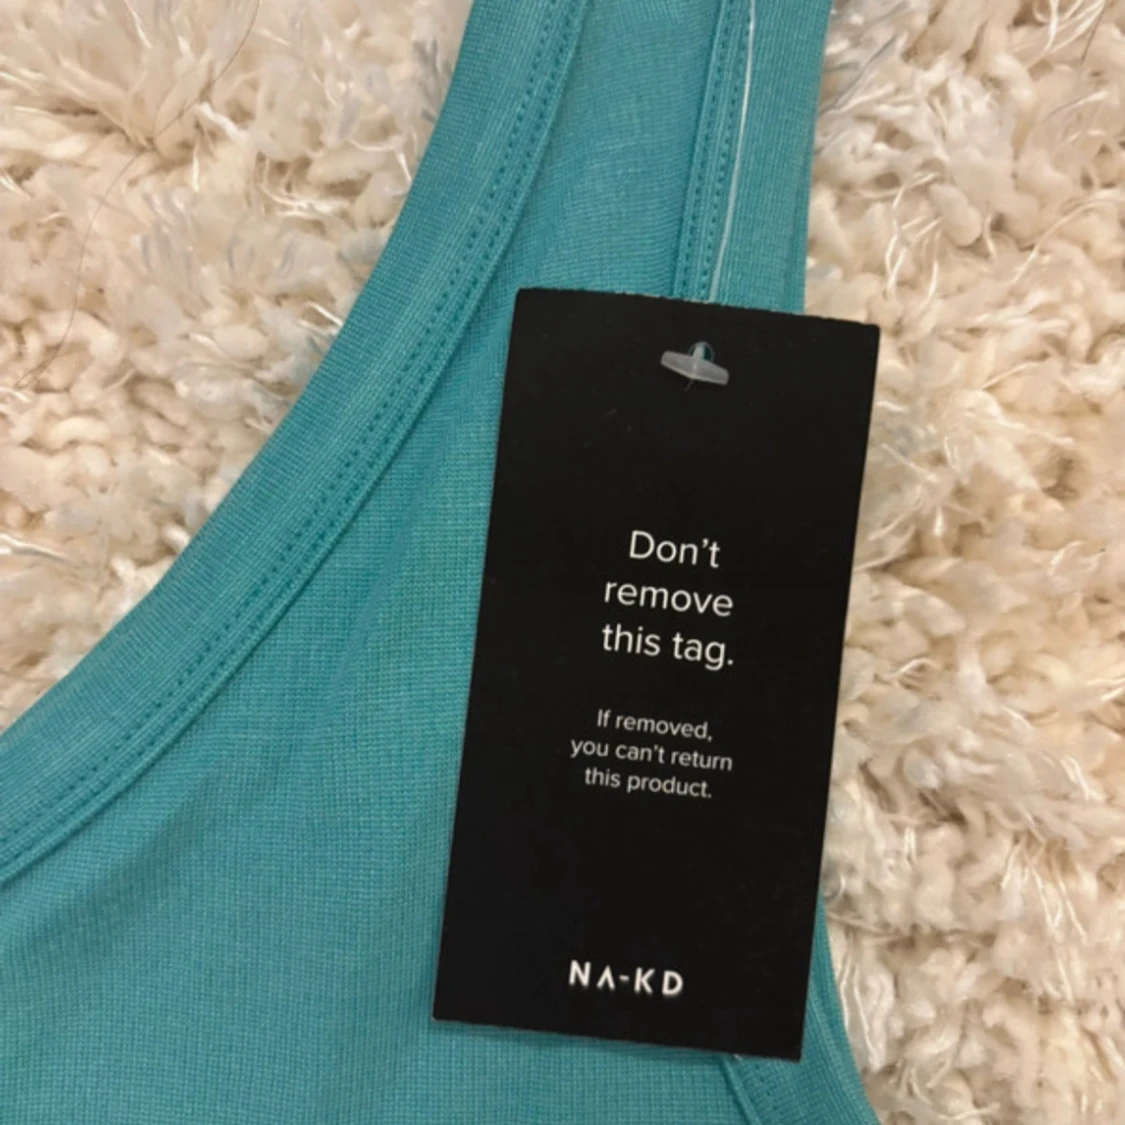 Don't
remove
this tag.
If removed,
you can't return
this product.
NA-KD